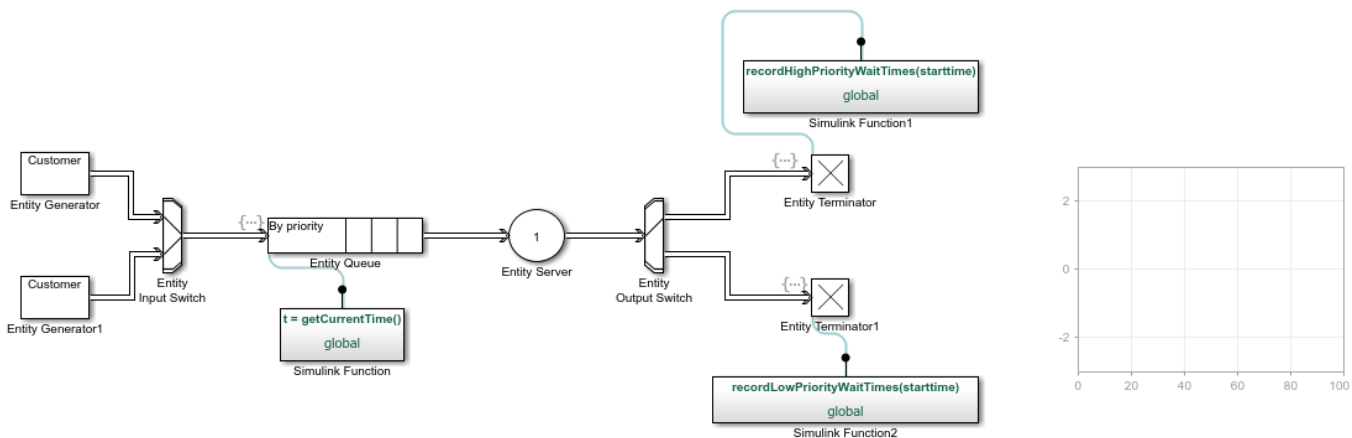 recordHighPriorityWaitTimes(starttime)
global
Simulink Function1
Customer
Entity Generator
{...}
Entity Terminator
{...}
By priority
Entity Queue
1
Entity Server
Entity
Input Switch
Entity
Output Switch
Customer
Entity Generator1
{...}
Entity Terminator1
t = getCurrentTime()
global
Simulink Function
recordLowPriorityWaitTimes(starttime)
global
Simulink Function2
2
0
-2
0 20 40 60 80 100